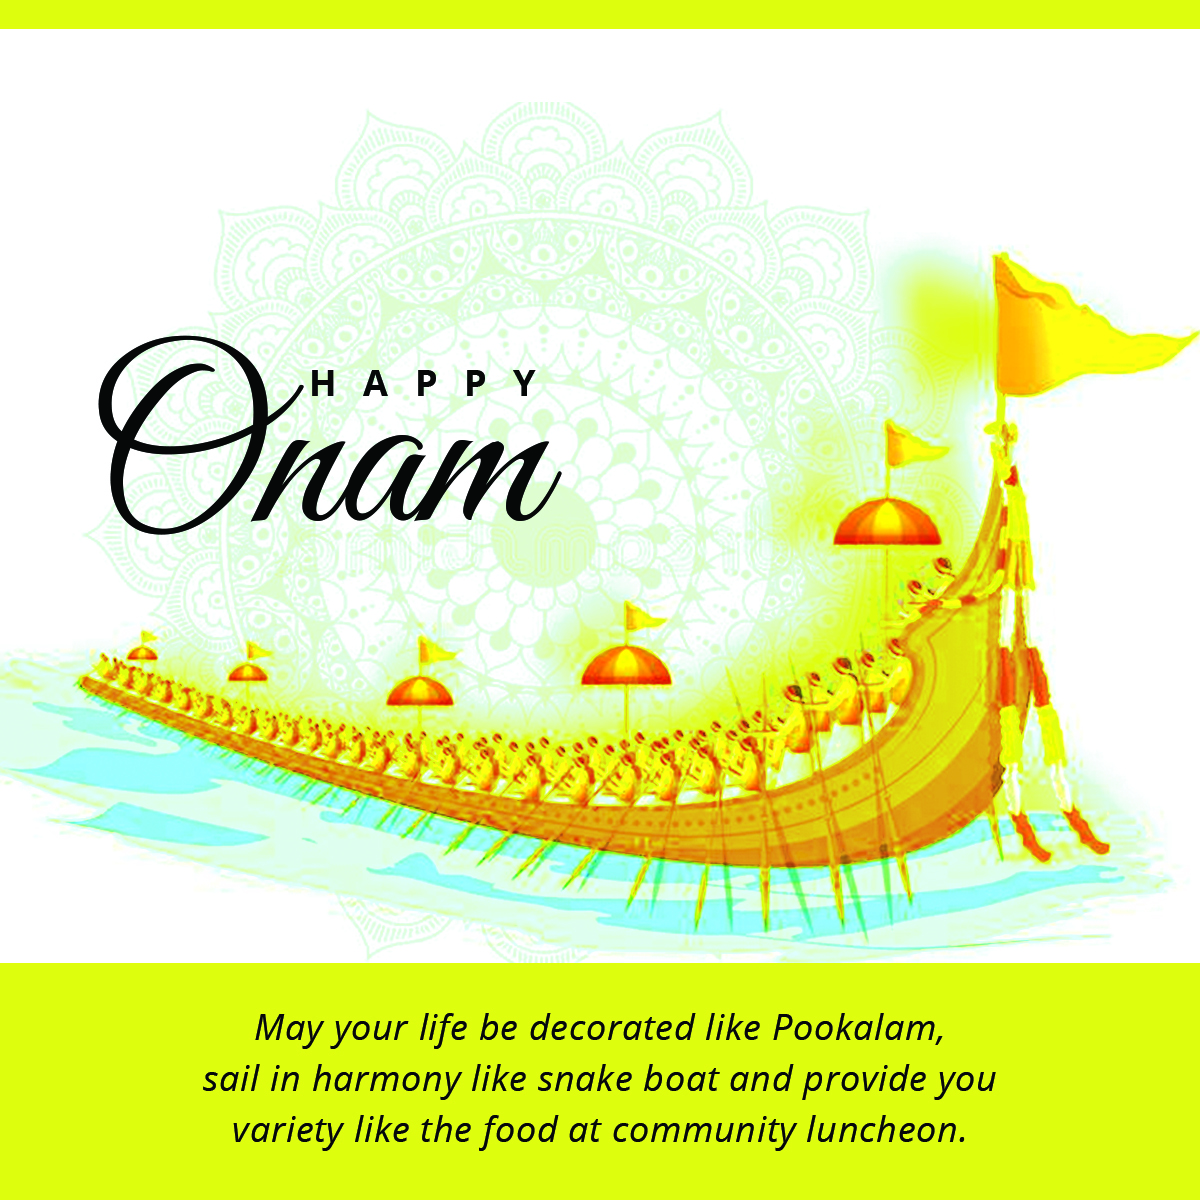 HAPPY
Onam
May your life be decorated like Pookalam,
sail in harmony like snake boat and provide you
variety like the food at community luncheon.